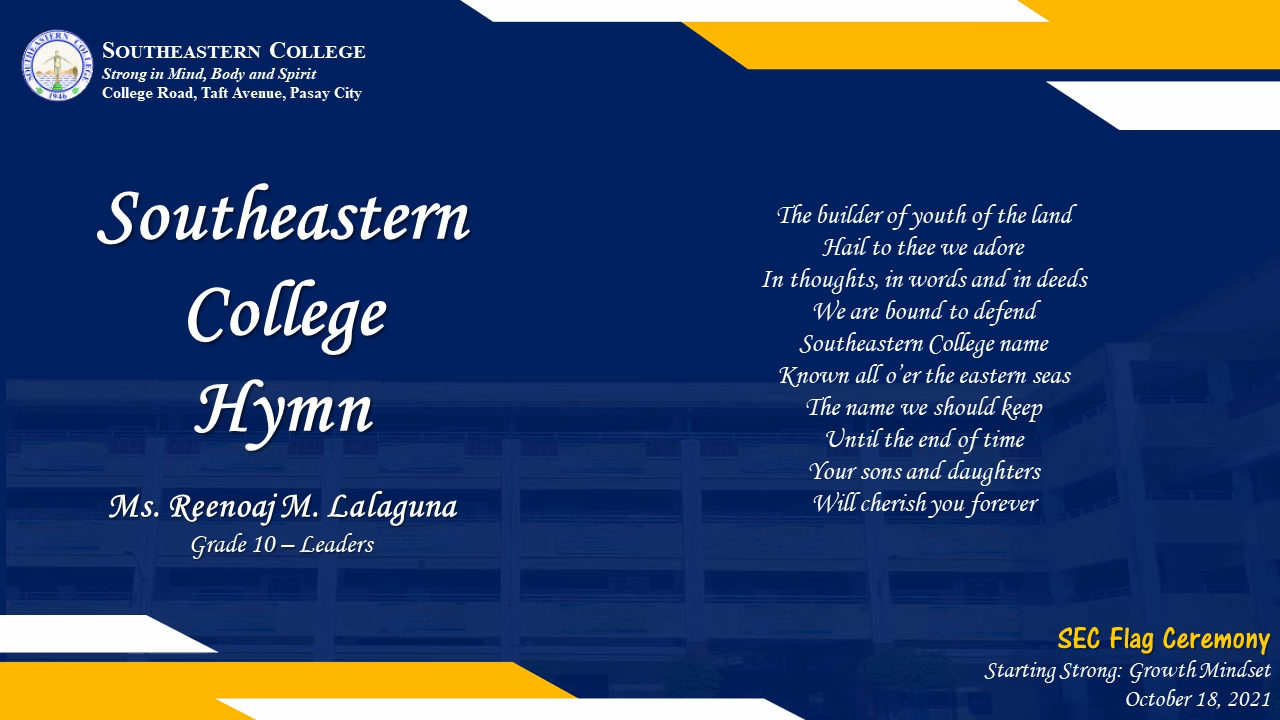 SOUTHEASTERN COLLEGE
1946
SOUTHEASTERN COLLEGE
Strong in Mind, Body and Spirit
College Road, Taft Avenue, Pasay City
Southeastern
College
Hymn
Ms. Reenoaj M. Lalaguna
Grade 10 – Leaders
The builder of youth of the land
Hail to thee we adore
In thoughts, in words and in deeds
We are bound to defend
Southeastern College name
Known all o’er the eastern seas
The name we should keep
Until the end of time
Your sons and daughters
Will cherish you forever
SEC Flag Ceremony
Starting Strong: Growth Mindset
October 18, 2021